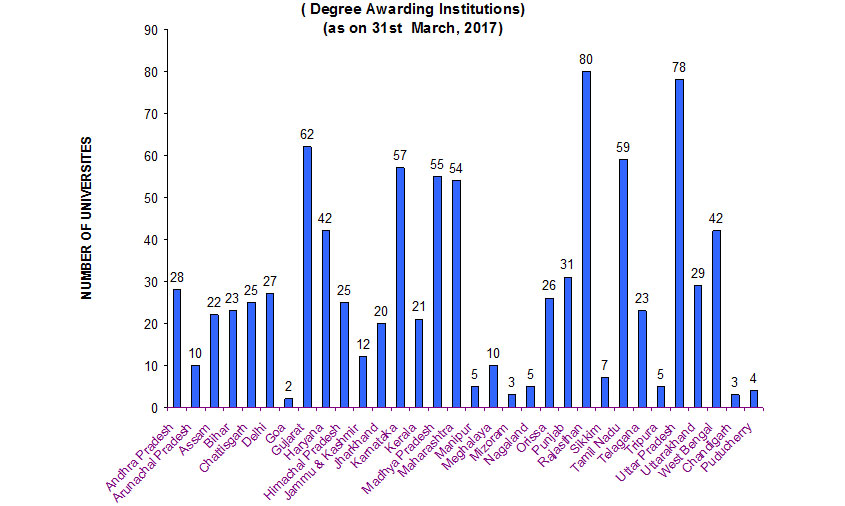 ( Degree Awarding Institutions)
(as on 31st March, 2017)
NUMBER OF UNIVERSITES
90
80
70
60
50
40
30
20
10
0
28
10
22
23
25
27
2
62
42
25
12
20
57
21
55
54
5
10
3
5
26
31
80
7
59
23
5
78
29
42
3
4
Andhra Pradesh
Arunachal Pradesh
Assam
Bihar
Chattisgarh
Delhi
Goa
Gujarat
Haryana
Himachal Pradesh
Jammu & Kashmir
Jharkhand
Karnataka
Kerala
Madhya Pradesh
Maharashtra
Manipur
Meghalaya
Mizoram
Nagaland
Orissa
Punjab
Rajasthan
Sikkim
Tamil Nadu
Telagana
Tripura
Uttar Pradesh
Uttarakhand
West Bengal
Chandigarh
Puducherry